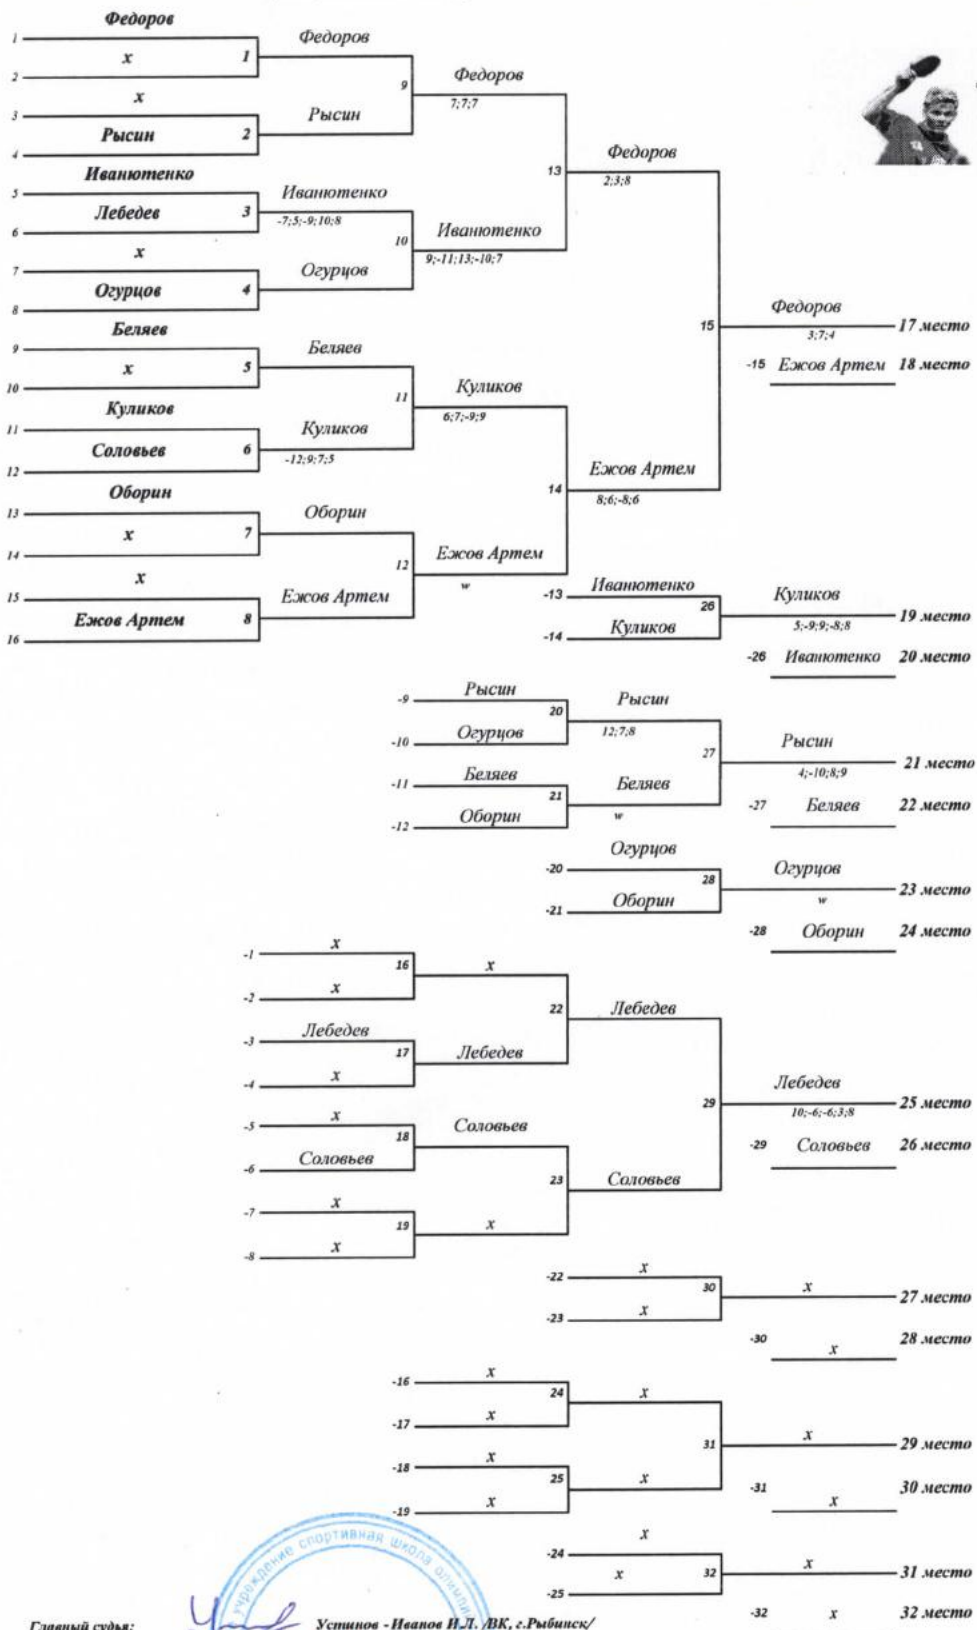 Федоров
1
Федоров
x
1
2
9
Федоров
x
7;7;7
3
Рысин
Рысин
2
4
13
Федоров
Иванютенко
2;3;8
5
Иванютенко
Лебедев
3
-7;5;-9;10;8
6
10
Иванютенко
x
9;-11;13;-10;7
7
Огурцов
Огурцов
4
8
Федоров
Беляев
15
17 место
9
Беляев
3;7;4
x
5
-15
Ежов Артем
18 место
10
11
Куликов
Куликов
6;7;-9;9
11
Куликов
Соловьев
6
-12;9;7;5
12
Ежов Артем
Оборин
14
8;6;-8;6
13
Оборин
x
7
14
12
Ежов Артем
x
w
15
Ежов Артем
-13
Иванютенко
Куликов
Ежов Артем
8
26
19 место
16
-14
Куликов
5;-9;9;-8;8
-26
Иванютенко
20 место
-9
Рысин
Рысин
20
-10
Огурцов
12;7;8
27
Рысин
21 место
-11
Беляев
Беляев
4;-10;8;9
21
-27
Беляев
22 место
-12
Оборин
w
Огурцов
-20
Огурцов
28
23 место
-21
Оборин
w
-28
Оборин
24 место
-1
x
16
x
-2
x
22
Лебедев
-3
Лебедев
17
Лебедев
-4
x
Лебедев
29
25 место
-5
x
Соловьев
10;-6;-6;3;8
18
-29
Соловьев
26 место
-6
Соловьев
23
Соловьев
-7
x
19
x
-8
x
-22
x
30
x
27 место
-23
x
-30
x
28 место
-16
x
24
x
-17
x
31
x
29 место
-18
x
25
x
-31
x
30 место
-19
x
x
-24
x
32
x
31 место
-25
-32
x
32 место
учреждение спортивная школа
Главный судья:
Устинов - Иванов И.Л. /ВК, г.Рыбинск/